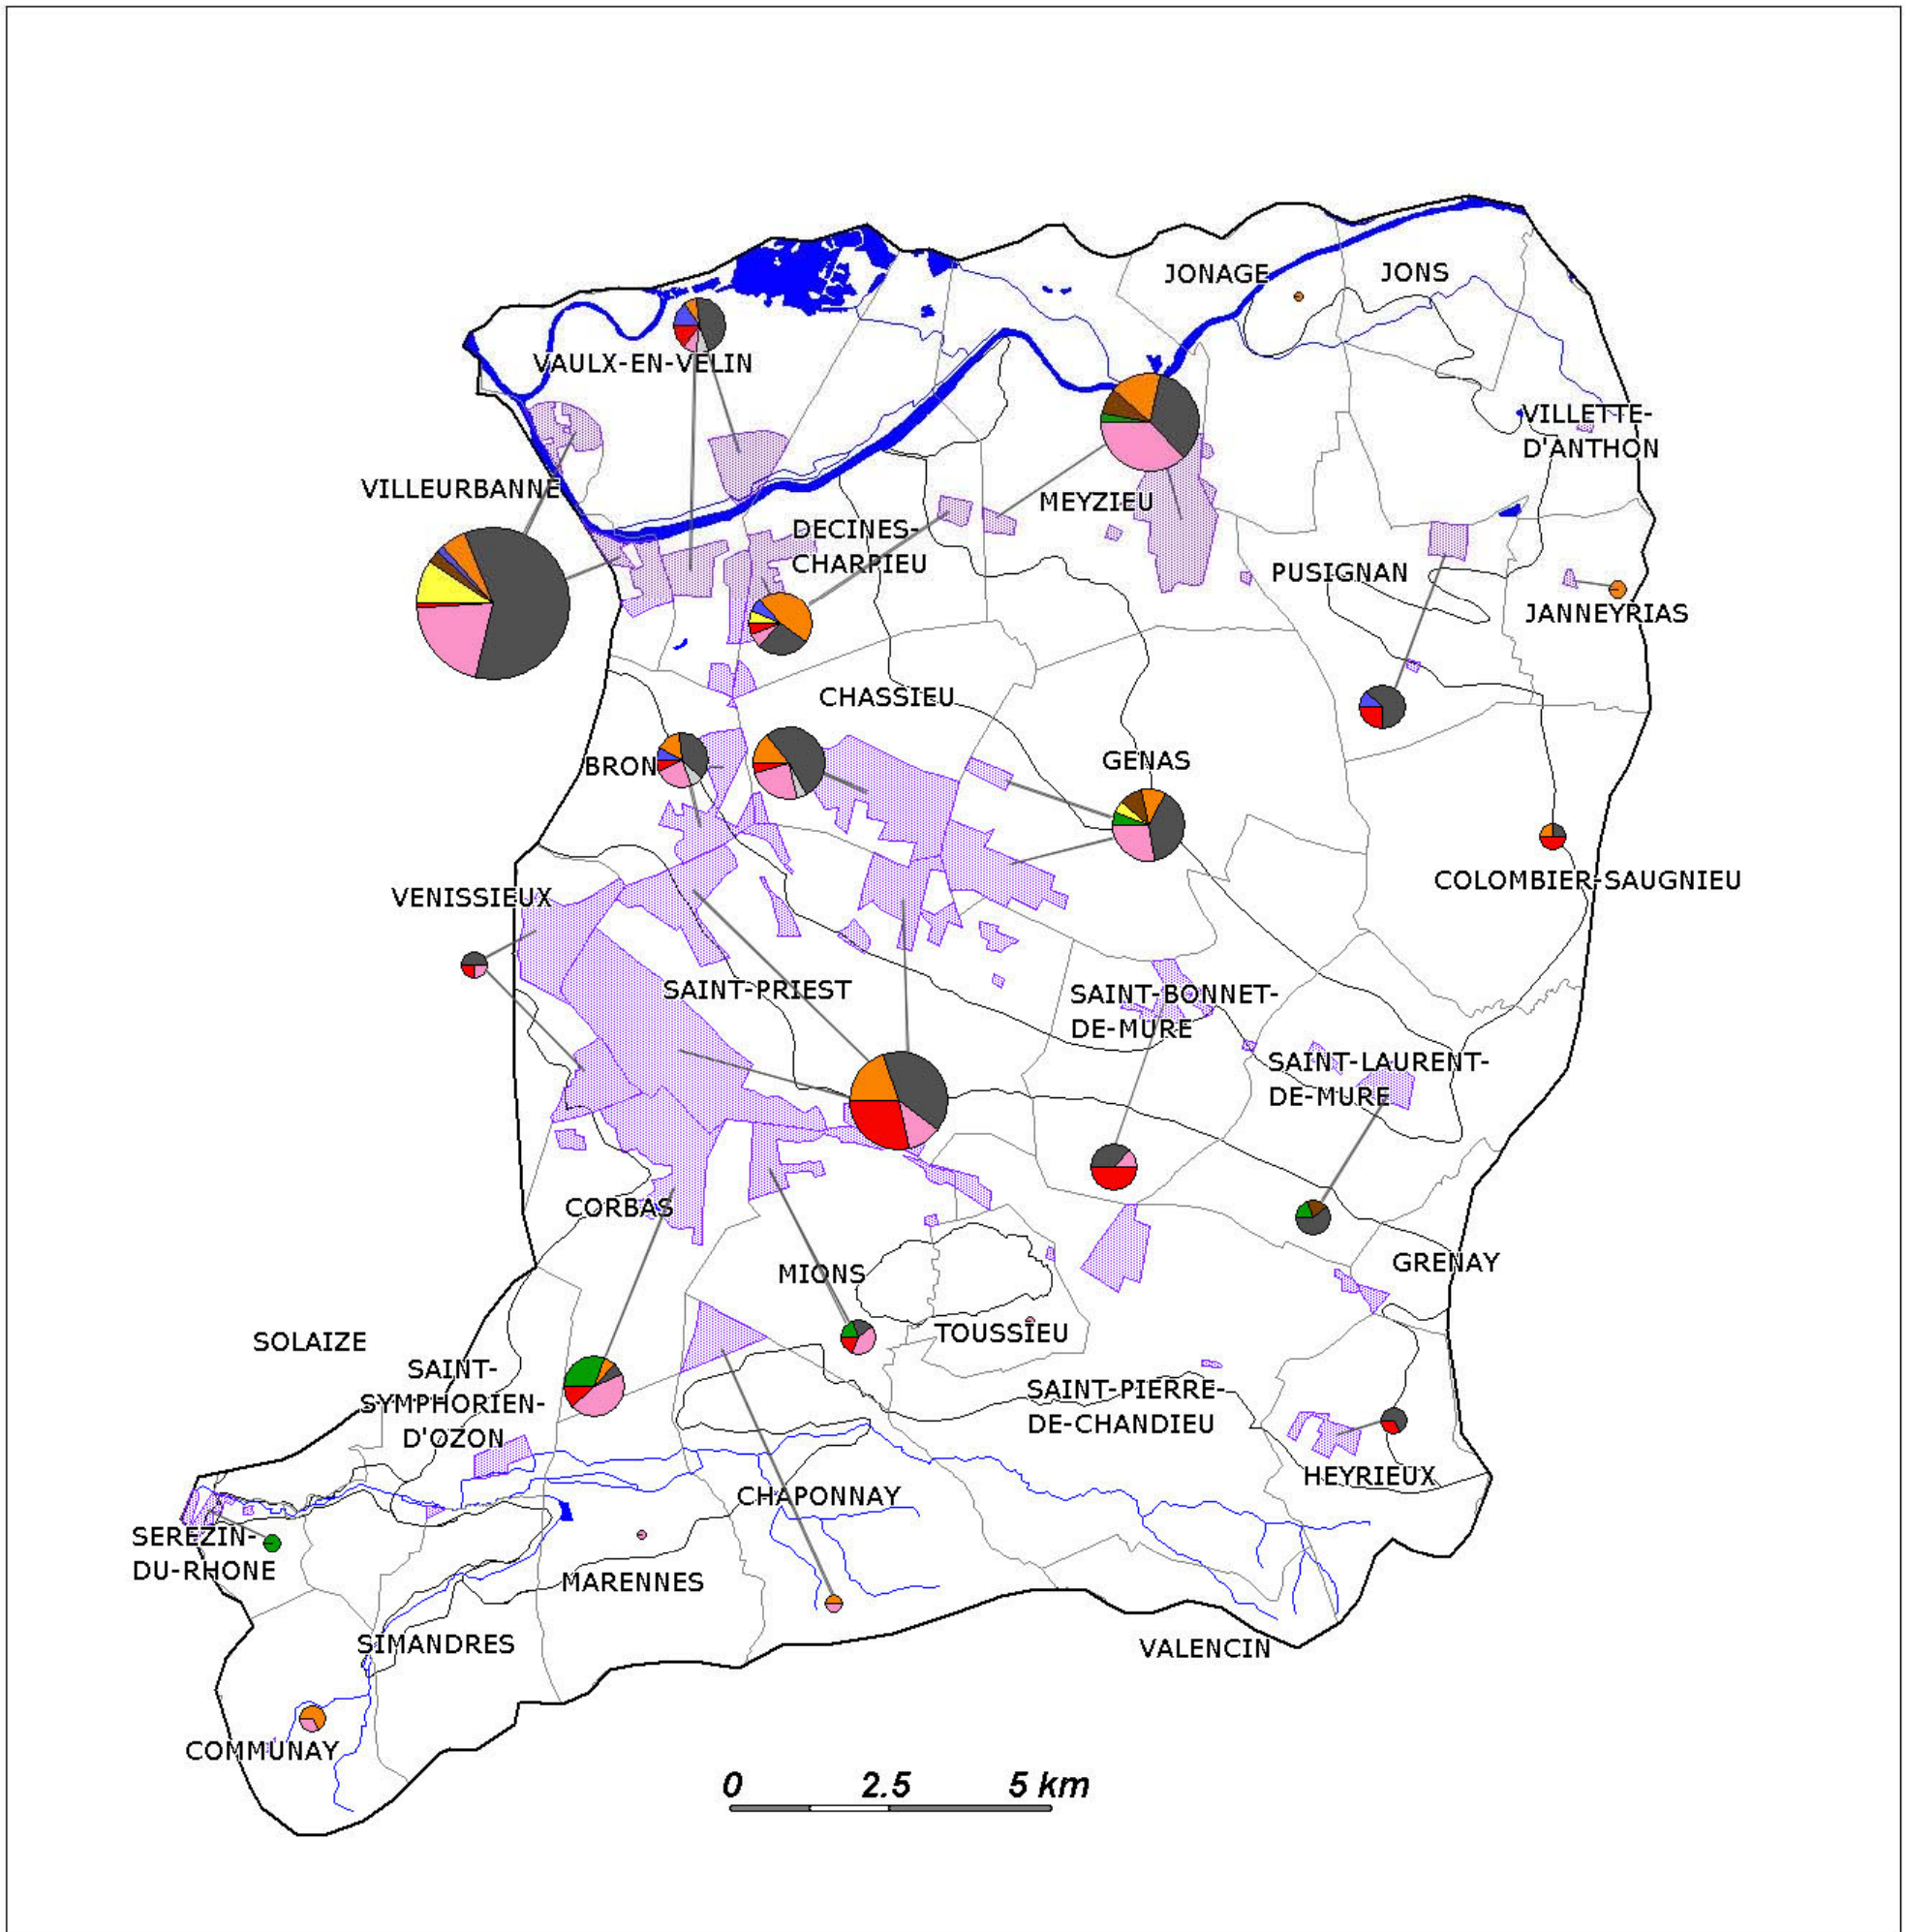 JONAGE
JONS
VAULX-EN-VELIN
VILLETTE-
D'ANTHON
VILLEURBANNE
MEYZIEU
DECINES-
CHARPIEU
PUSIGNAN
JANNEYRIAS
CHASSIEU
GENAS
BRON
COLOMBIER-SAUGNIEU
VENISSIEUX
SAINT-PRIEST
SAINT-BONNET-
DE-MURE
SAINT-LAURENT-
DE-MURE
CORBAS
GRENAY
MIONS
TOUSSIEU
SOLAIZE
SAINT-
SYMPHORIEN-
D'OZON
SAINT-PIERRE-
DE-CHANDIEU
HEYRIEUX
CHAPONNAY
SEREZIN-
DU-RHONE
MARENNES
SIMANDRES
VALENCIN
COMMUNAY
0 2.5 5 km